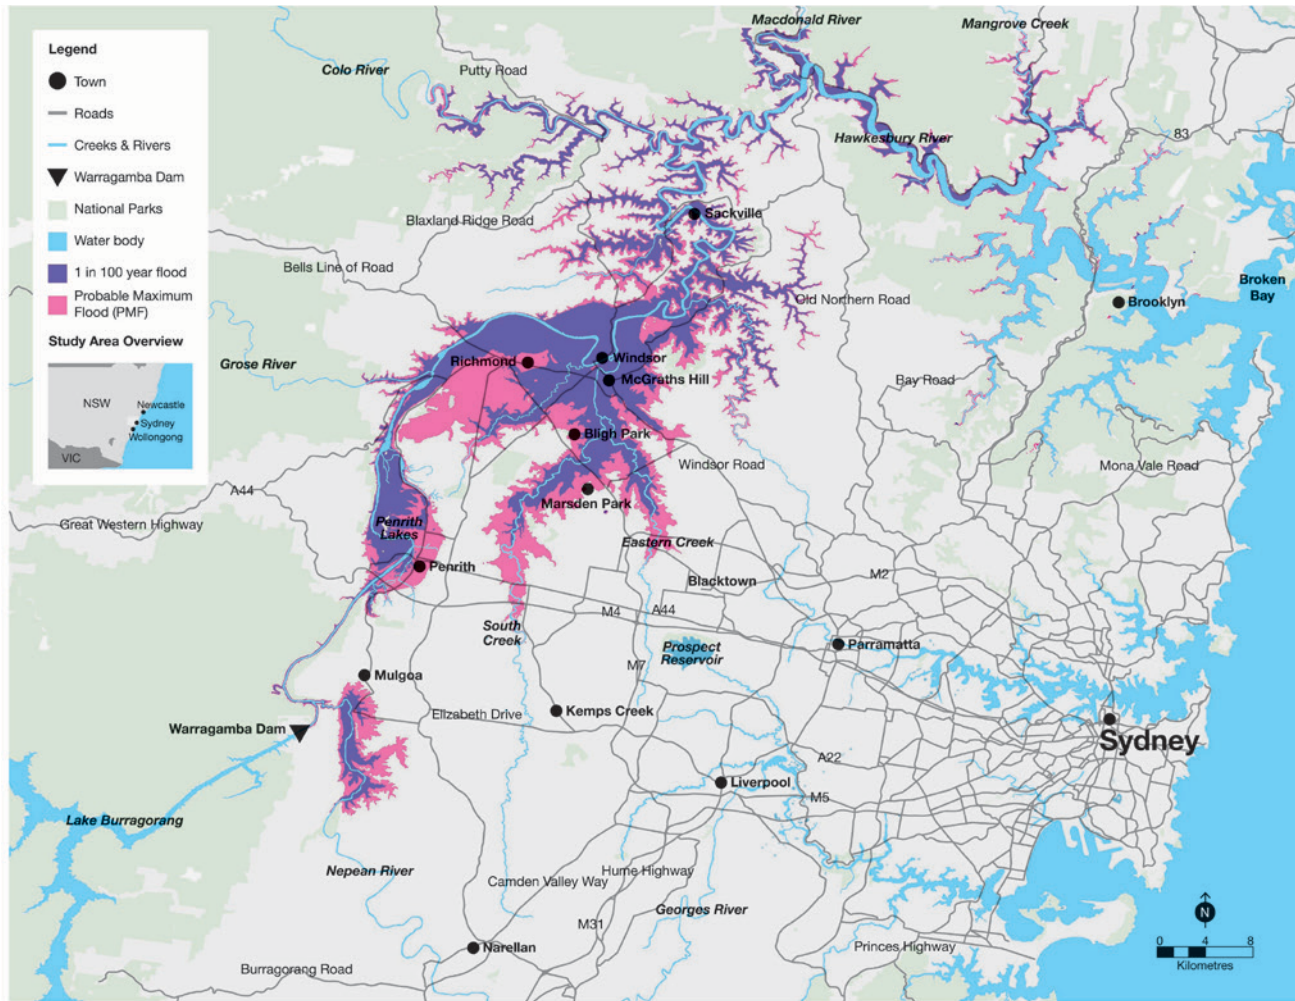 Legend
Town
Roads
Creeks & Rivers
Warragamba Dam
National Parks
Water body
1 in 100 year flood
Probable Maximum
Flood (PMF)
Study Area Overview
NSW
Newcastle
Sydney
Wollongong
VIC
Macdonald River
Mangrove Creek
Colo River
Putty Road
Hawkesbury River
83
Sackville
Blaxland Ridge Road
Bells Line of Road
Old Northern Road
Broken
Bay
Brooklyn
Grose River
Richmond
Windsor
McGraths Hill
Bay Road
Bligh Park
Windsor Road
Mona Vale Road
A44
Marsden Park
Great Western Highway
Penrith
Lakes
Eastern Creek
Penrith
Blacktown
M2
M4
A44
South
Creek
Prospect
Reservoir
Parramatta
M7
Mulgoa
Elizabeth Drive
Kemps Creek
Warragamba Dam
Sydney
A22
Liverpool
M5
Lake Burragorang
Nepean River
Hume Highway
Camden Valley Way
Georges River
M31
N
Narellan
Princes Highway
0 4 8
Kilometres
Burragorang Road